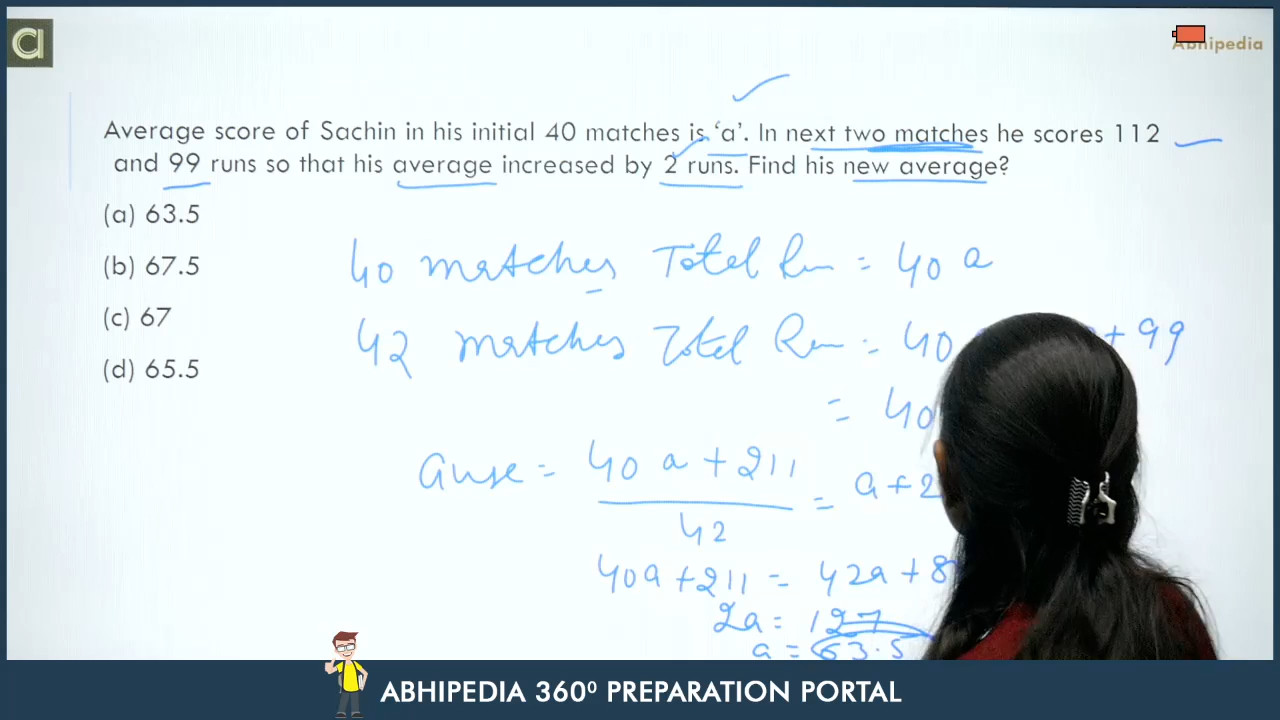 Abhipedia
Average score of Sachin in his initial 40 matches is 'a'. In next two matches he scores 112
and 99 runs so that his average increased by 2 runs. Find his new average?
(a) 63.5
(b) 67.5
(c) 67
(d) 65.5
40 matches Total Run = 40 a
42 matches Total Run = 40 + 99
= 40
40 a + 211 = a + 2
42
40a + 211 = 42a + 8
2a = 127
a = 63.5
ABHIPEDIA 360⁰ PREPARATION PORTAL